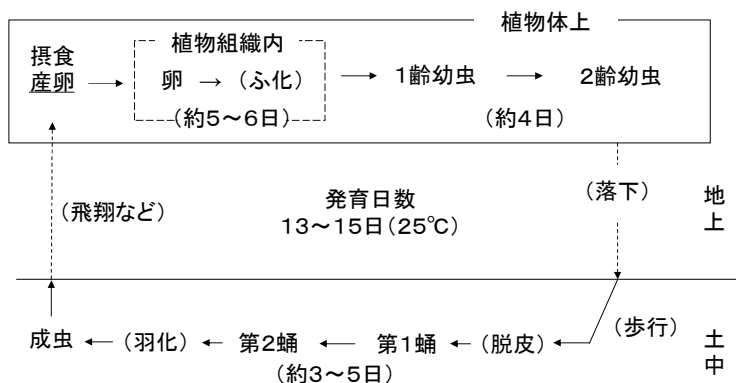 植物体上
植物組織内
摂食
産卵
卵 → (ふ化)
1齢幼虫
2齢幼虫
(約5～6日)
(約4日)
(飛翔など)
発育日数
13～15日(25℃)
(落下)
地上
成虫
(羽化)
第2蛹
第1蛹
(脱皮)
(歩行)
(約3～5日)
土中